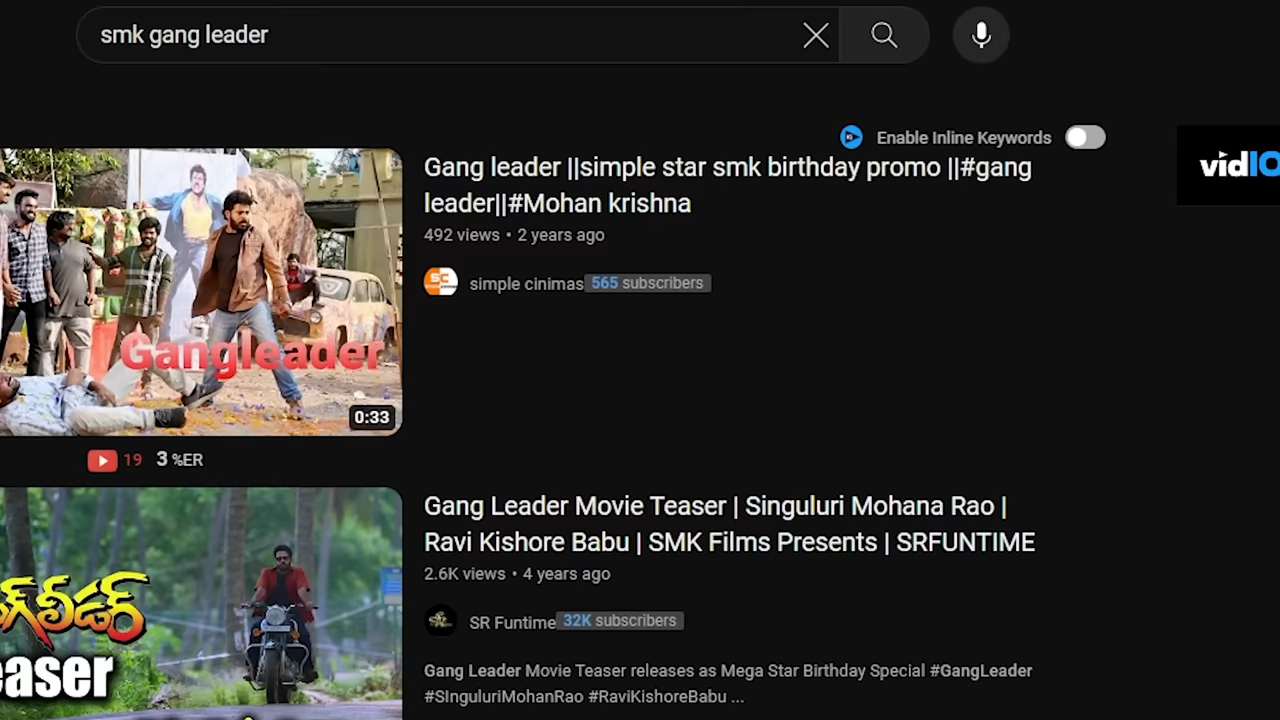 smk gang leader
Enable Inline Keywords
vidIQ
Gang leader ||simple star smk birthday promo ||#gang
leader||#Mohan krishna
492 views • 2 years ago
simple cinimas 565 subscribers
Gangleader
0:33
19 3 %ER
Gang Leader Movie Teaser | Singuluri Mohana Rao |
Ravi Kishore Babu | SMK Films Presents | SRFUNTIME
2.6K views • 4 years ago
SR Funtime 32K subscribers
Gang Leader Movie Teaser releases as Mega Star Birthday Special #GangLeader
#SInguluriMohanRao #RaviKishoreBabu ...
గ్‌లీడర్
easer